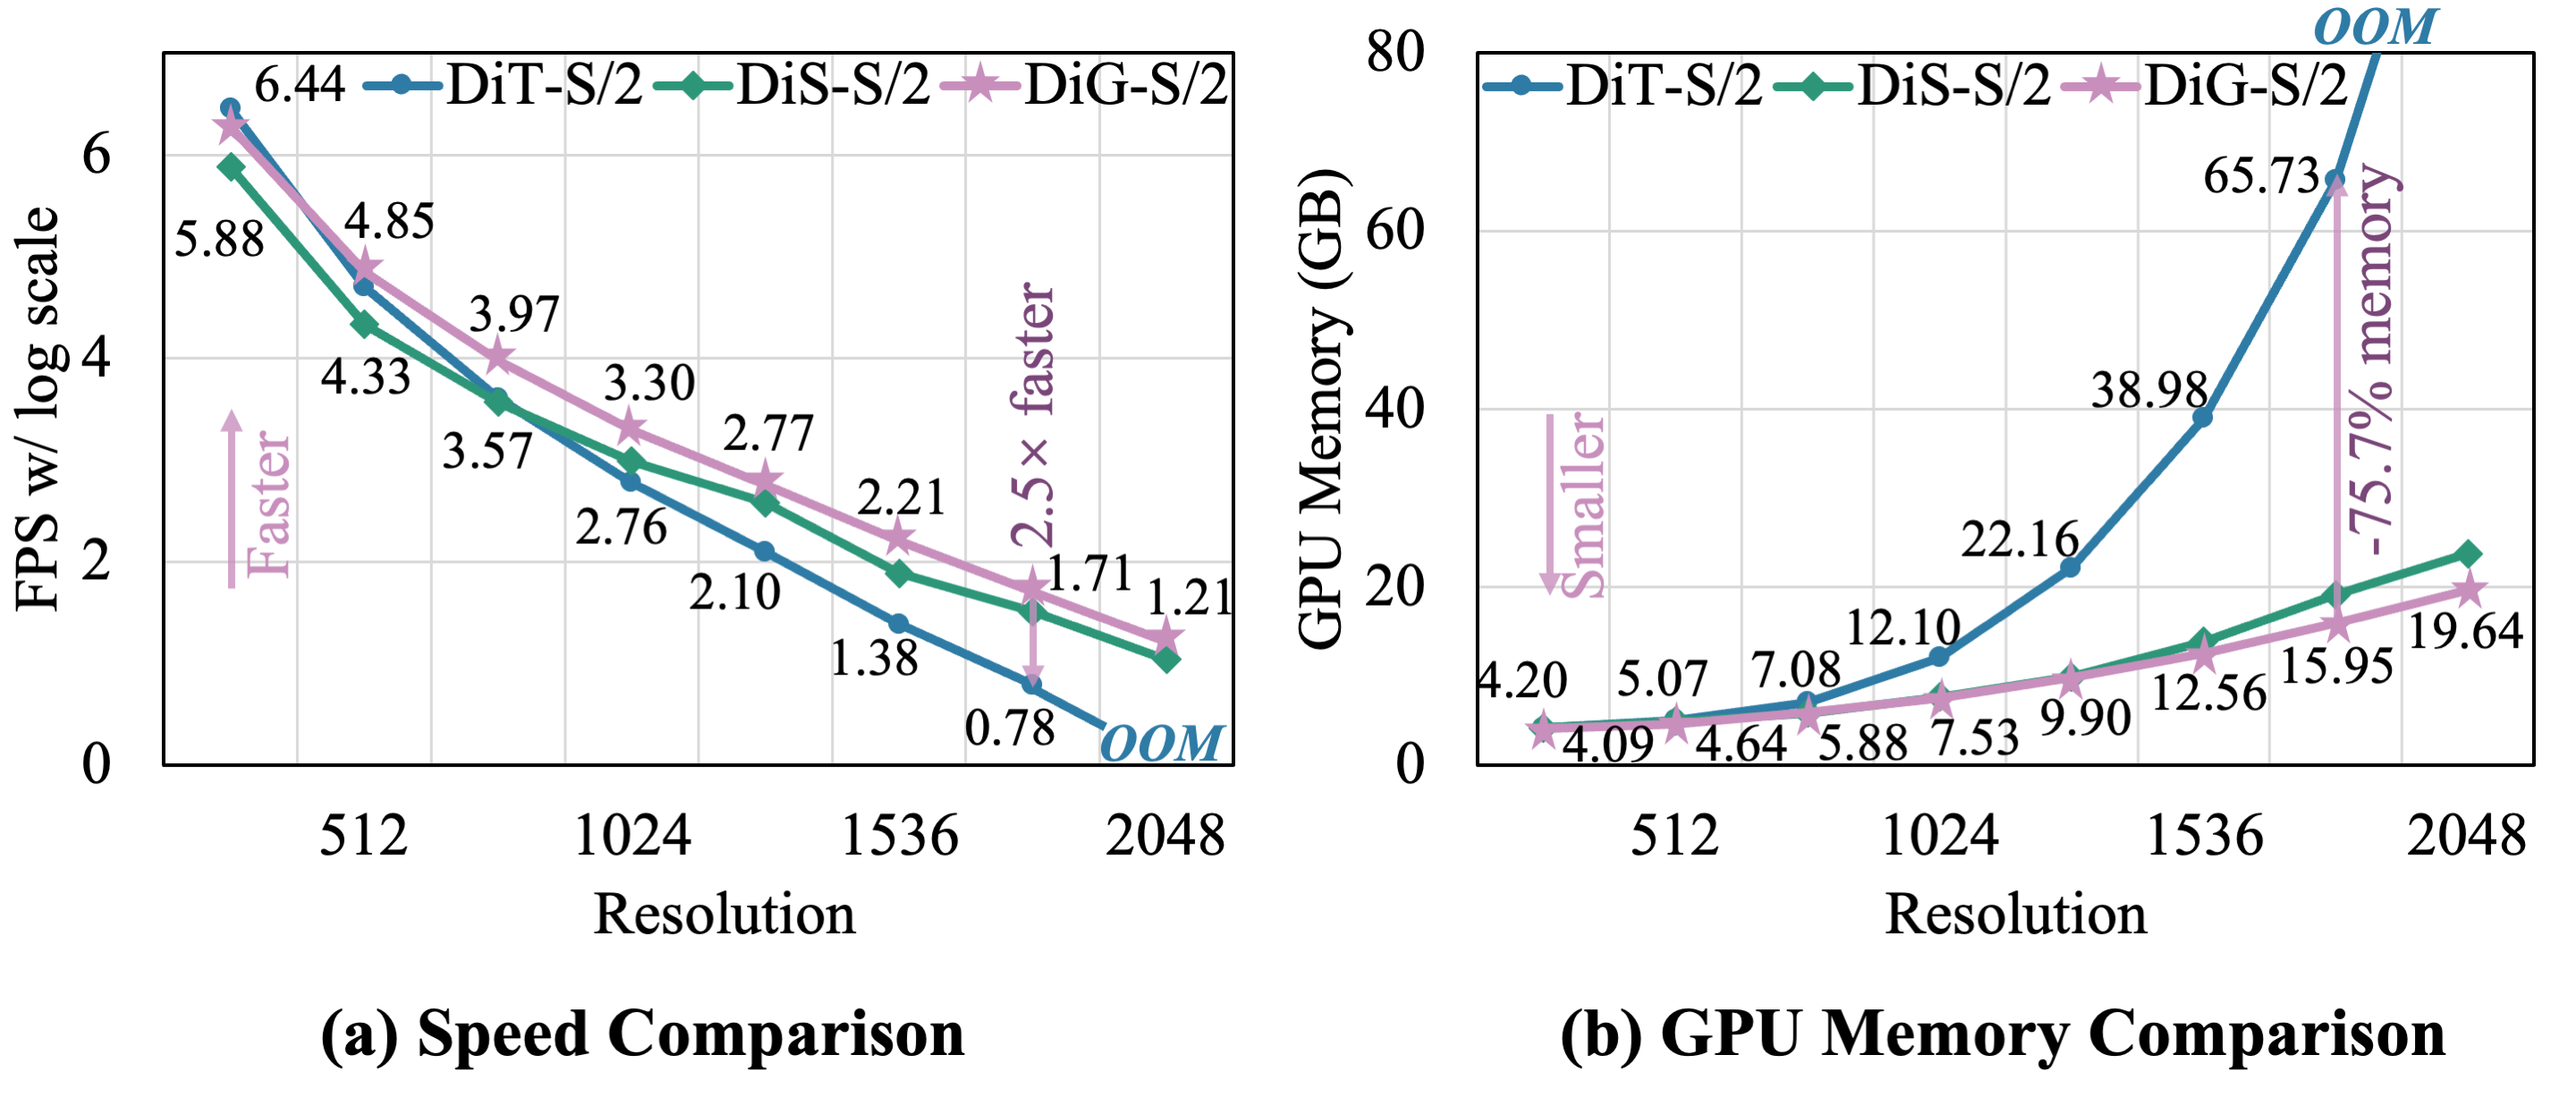 FPS w/ log scale
6
4
2
0
DiT-S/2 DiS-S/2 DiG-S/2
6.44
5.88
4.85
4.33
3.97
3.57
3.30
2.76
2.77
2.10
2.21
1.38
1.71
0.78
1.21
Faster
2.5× faster
OOM
512 1024 1536 2048
Resolution
(a) Speed Comparison
GPU Memory (GB)
80
60
40
20
0
OOM
DiT-S/2 DiS-S/2 DiG-S/2
65.73
38.98
22.16
12.10
7.08
5.07
4.20
4.09
4.64
5.88
7.53
9.90
12.56
15.95
19.64
Smaller
-75.7% memory
512 1024 1536 2048
Resolution
(b) GPU Memory Comparison